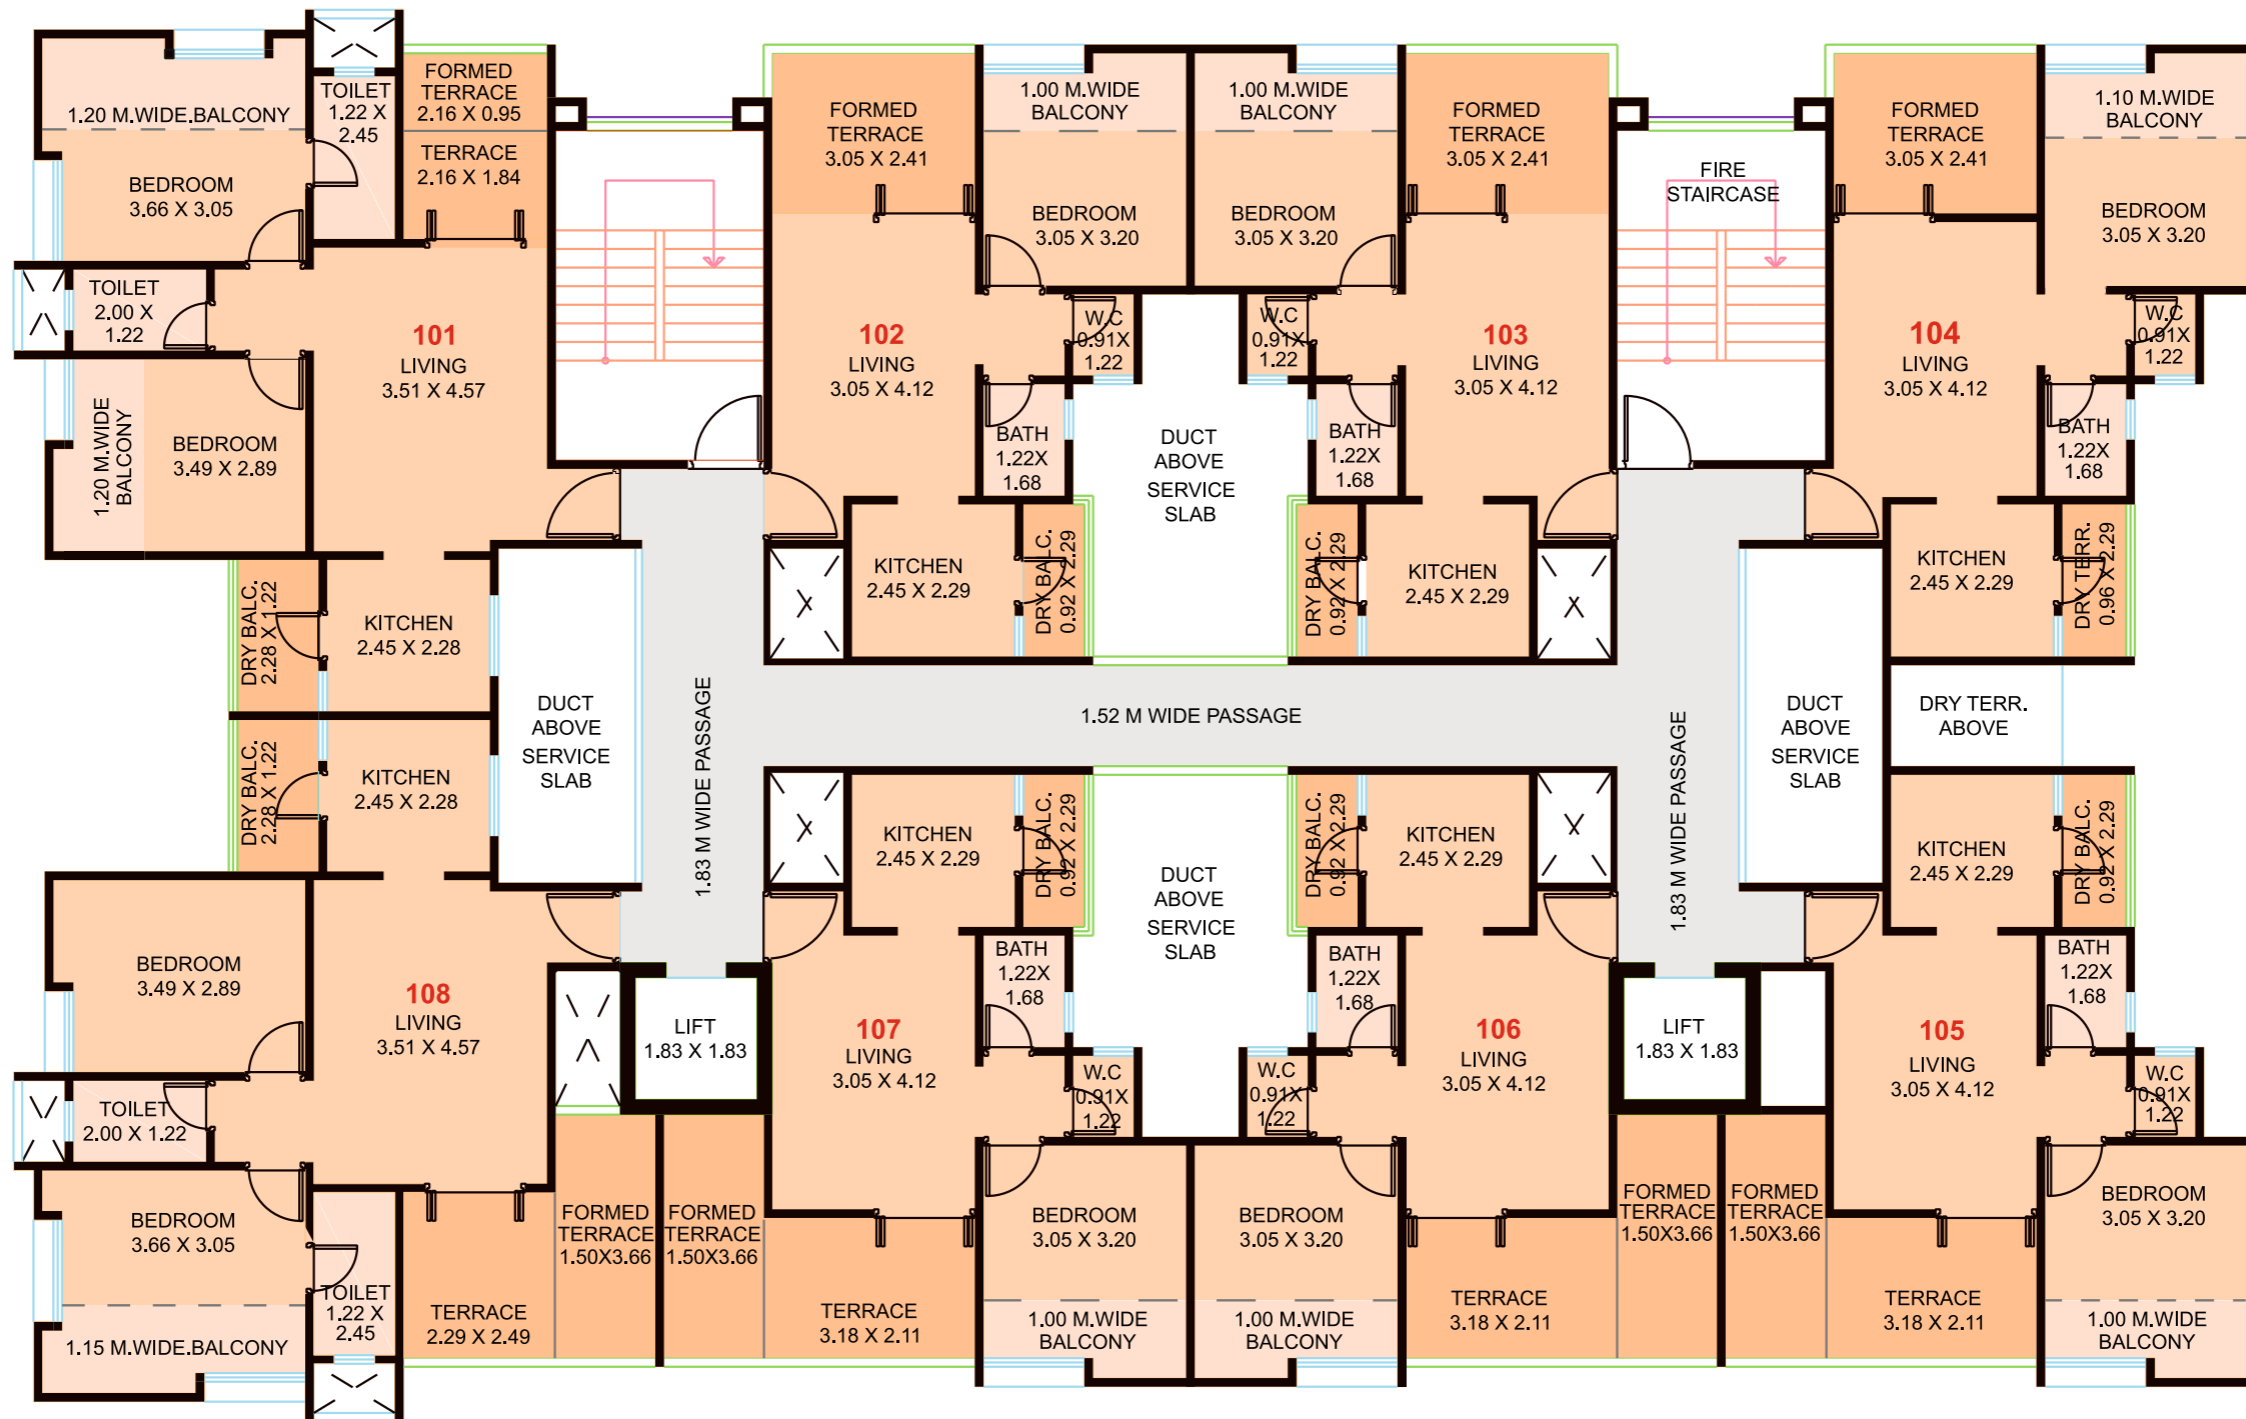 1.20 M.WIDE.BALCONY
BEDROOM
3.66 X 3.05
TOILET
1.22 X
2.45
FORMED
TERRACE
2.16 X 0.95
TERRACE
2.16 X 1.84
TOILET
2.00 X
1.22
101
LIVING
3.51 X 4.57
1.20 M.WIDE
BALCONY
BEDROOM
3.49 X 2.89
DRY BALC.
2.28 X 1.22
KITCHEN
2.45 X 2.28
FORMED
TERRACE
3.05 X 2.41
1.00 M.WIDE
BALCONY
BEDROOM
3.05 X 3.20
102
LIVING
3.05 X 4.12
W.C
0.91X
1.22
BATH
1.22X
1.68
KITCHEN
2.45 X 2.29
DRY BALC.
0.92 X 2.29
DUCT
ABOVE
SERVICE
SLAB
1.00 M.WIDE
BALCONY
BEDROOM
3.05 X 3.20
FORMED
TERRACE
3.05 X 2.41
W.C
0.91X
1.22
103
LIVING
3.05 X 4.12
BATH
1.22X
1.68
DRY BALC.
0.92 X 2.29
KITCHEN
2.45 X 2.29
FIRE
STAIRCASE
FORMED
TERRACE
3.05 X 2.41
1.10 M.WIDE
BALCONY
BEDROOM
3.05 X 3.20
104
LIVING
3.05 X 4.12
W.C
0.91X
1.22
BATH
1.22X
1.68
KITCHEN
2.45 X 2.29
DRY TERR.
0.96 X 2.29
DUCT
ABOVE
SERVICE
SLAB
1.83 M WIDE PASSAGE
1.52 M WIDE PASSAGE
1.83 M WIDE PASSAGE
DUCT
ABOVE
SERVICE
SLAB
DRY TERR.
ABOVE
DRY BALC.
2.28 X 1.22
KITCHEN
2.45 X 2.28
BEDROOM
3.49 X 2.89
108
LIVING
3.51 X 4.57
TOILET
2.00 X 1.22
BEDROOM
3.66 X 3.05
1.15 M.WIDE.BALCONY
TOILET
1.22 X
2.45
TERRACE
2.29 X 2.49
FORMED
TERRACE
1.50X3.66
LIFT
1.83 X 1.83
KITCHEN
2.45 X 2.29
DRY BALC.
0.92 X 2.29
BATH
1.22X
1.68
107
LIVING
3.05 X 4.12
W.C
0.91X
1.22
FORMED
TERRACE
1.50X3.66
TERRACE
3.18 X 2.11
BEDROOM
3.05 X 3.20
1.00 M.WIDE
BALCONY
DUCT
ABOVE
SERVICE
SLAB
DRY BALC.
0.92 X 2.29
KITCHEN
2.45 X 2.29
BATH
1.22X
1.68
106
LIVING
3.05 X 4.12
W.C
0.91X
1.22
BEDROOM
3.05 X 3.20
1.00 M.WIDE
BALCONY
TERRACE
3.18 X 2.11
FORMED
TERRACE
1.50X3.66
LIFT
1.83 X 1.83
KITCHEN
2.45 X 2.29
DRY BALC.
0.92 X 2.29
BATH
1.22X
1.68
105
LIVING
3.05 X 4.12
W.C
0.91X
1.22
FORMED
TERRACE
1.50X3.66
TERRACE
3.18 X 2.11
BEDROOM
3.05 X 3.20
1.00 M.WIDE
BALCONY